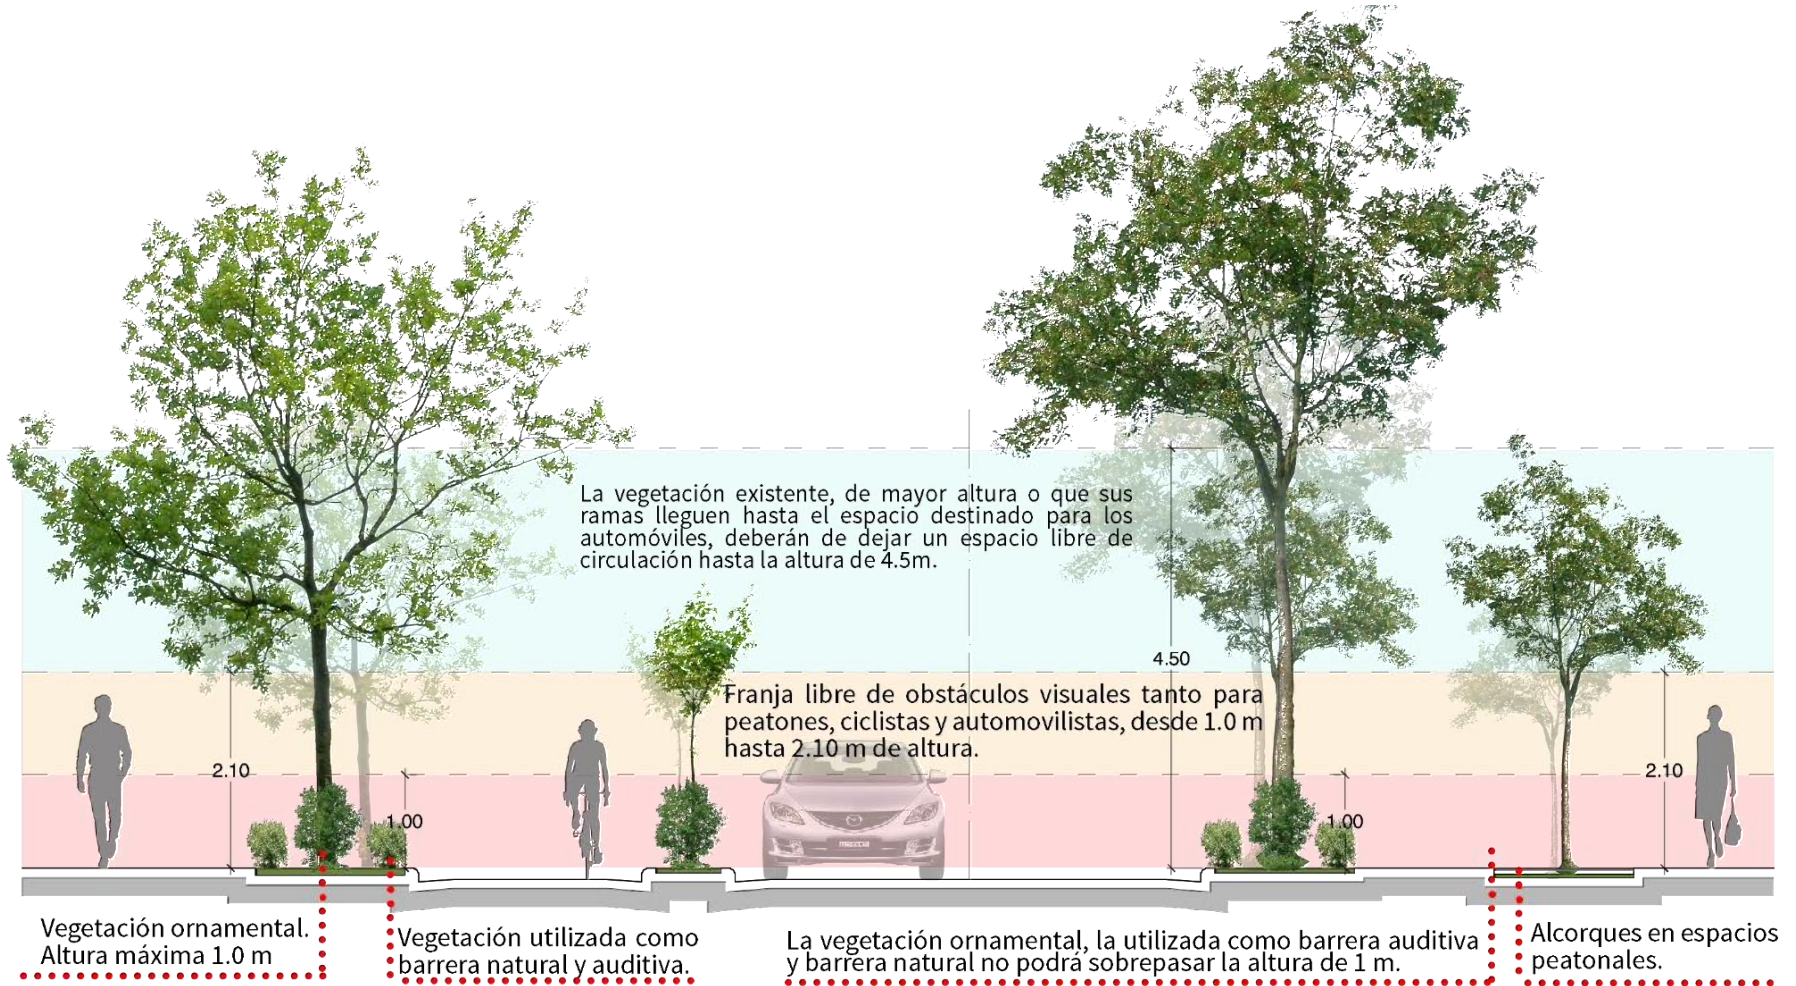 La vegetación existente, de mayor altura o que sus
ramas lleguen hasta el espacio destinado para los
automóviles, deberán de dejar un espacio libre de
circulación hasta la altura de 4.5m.
4.50
Franja libre de obstáculos visuales tanto para
peatones, ciclistas y automovilistas, desde 1.0 m
hasta 2.10 m de altura.
2.10
2.10
1.00
1.00
mazda
Vegetación ornamental.
Altura máxima 1.0 m
Vegetación utilizada como
barrera natural y auditiva.
La vegetación ornamental, la utilizada como barrera auditiva
y barrera natural no podrá sobrepasar la altura de 1 m.
Alcorques en espacios
peatonales.